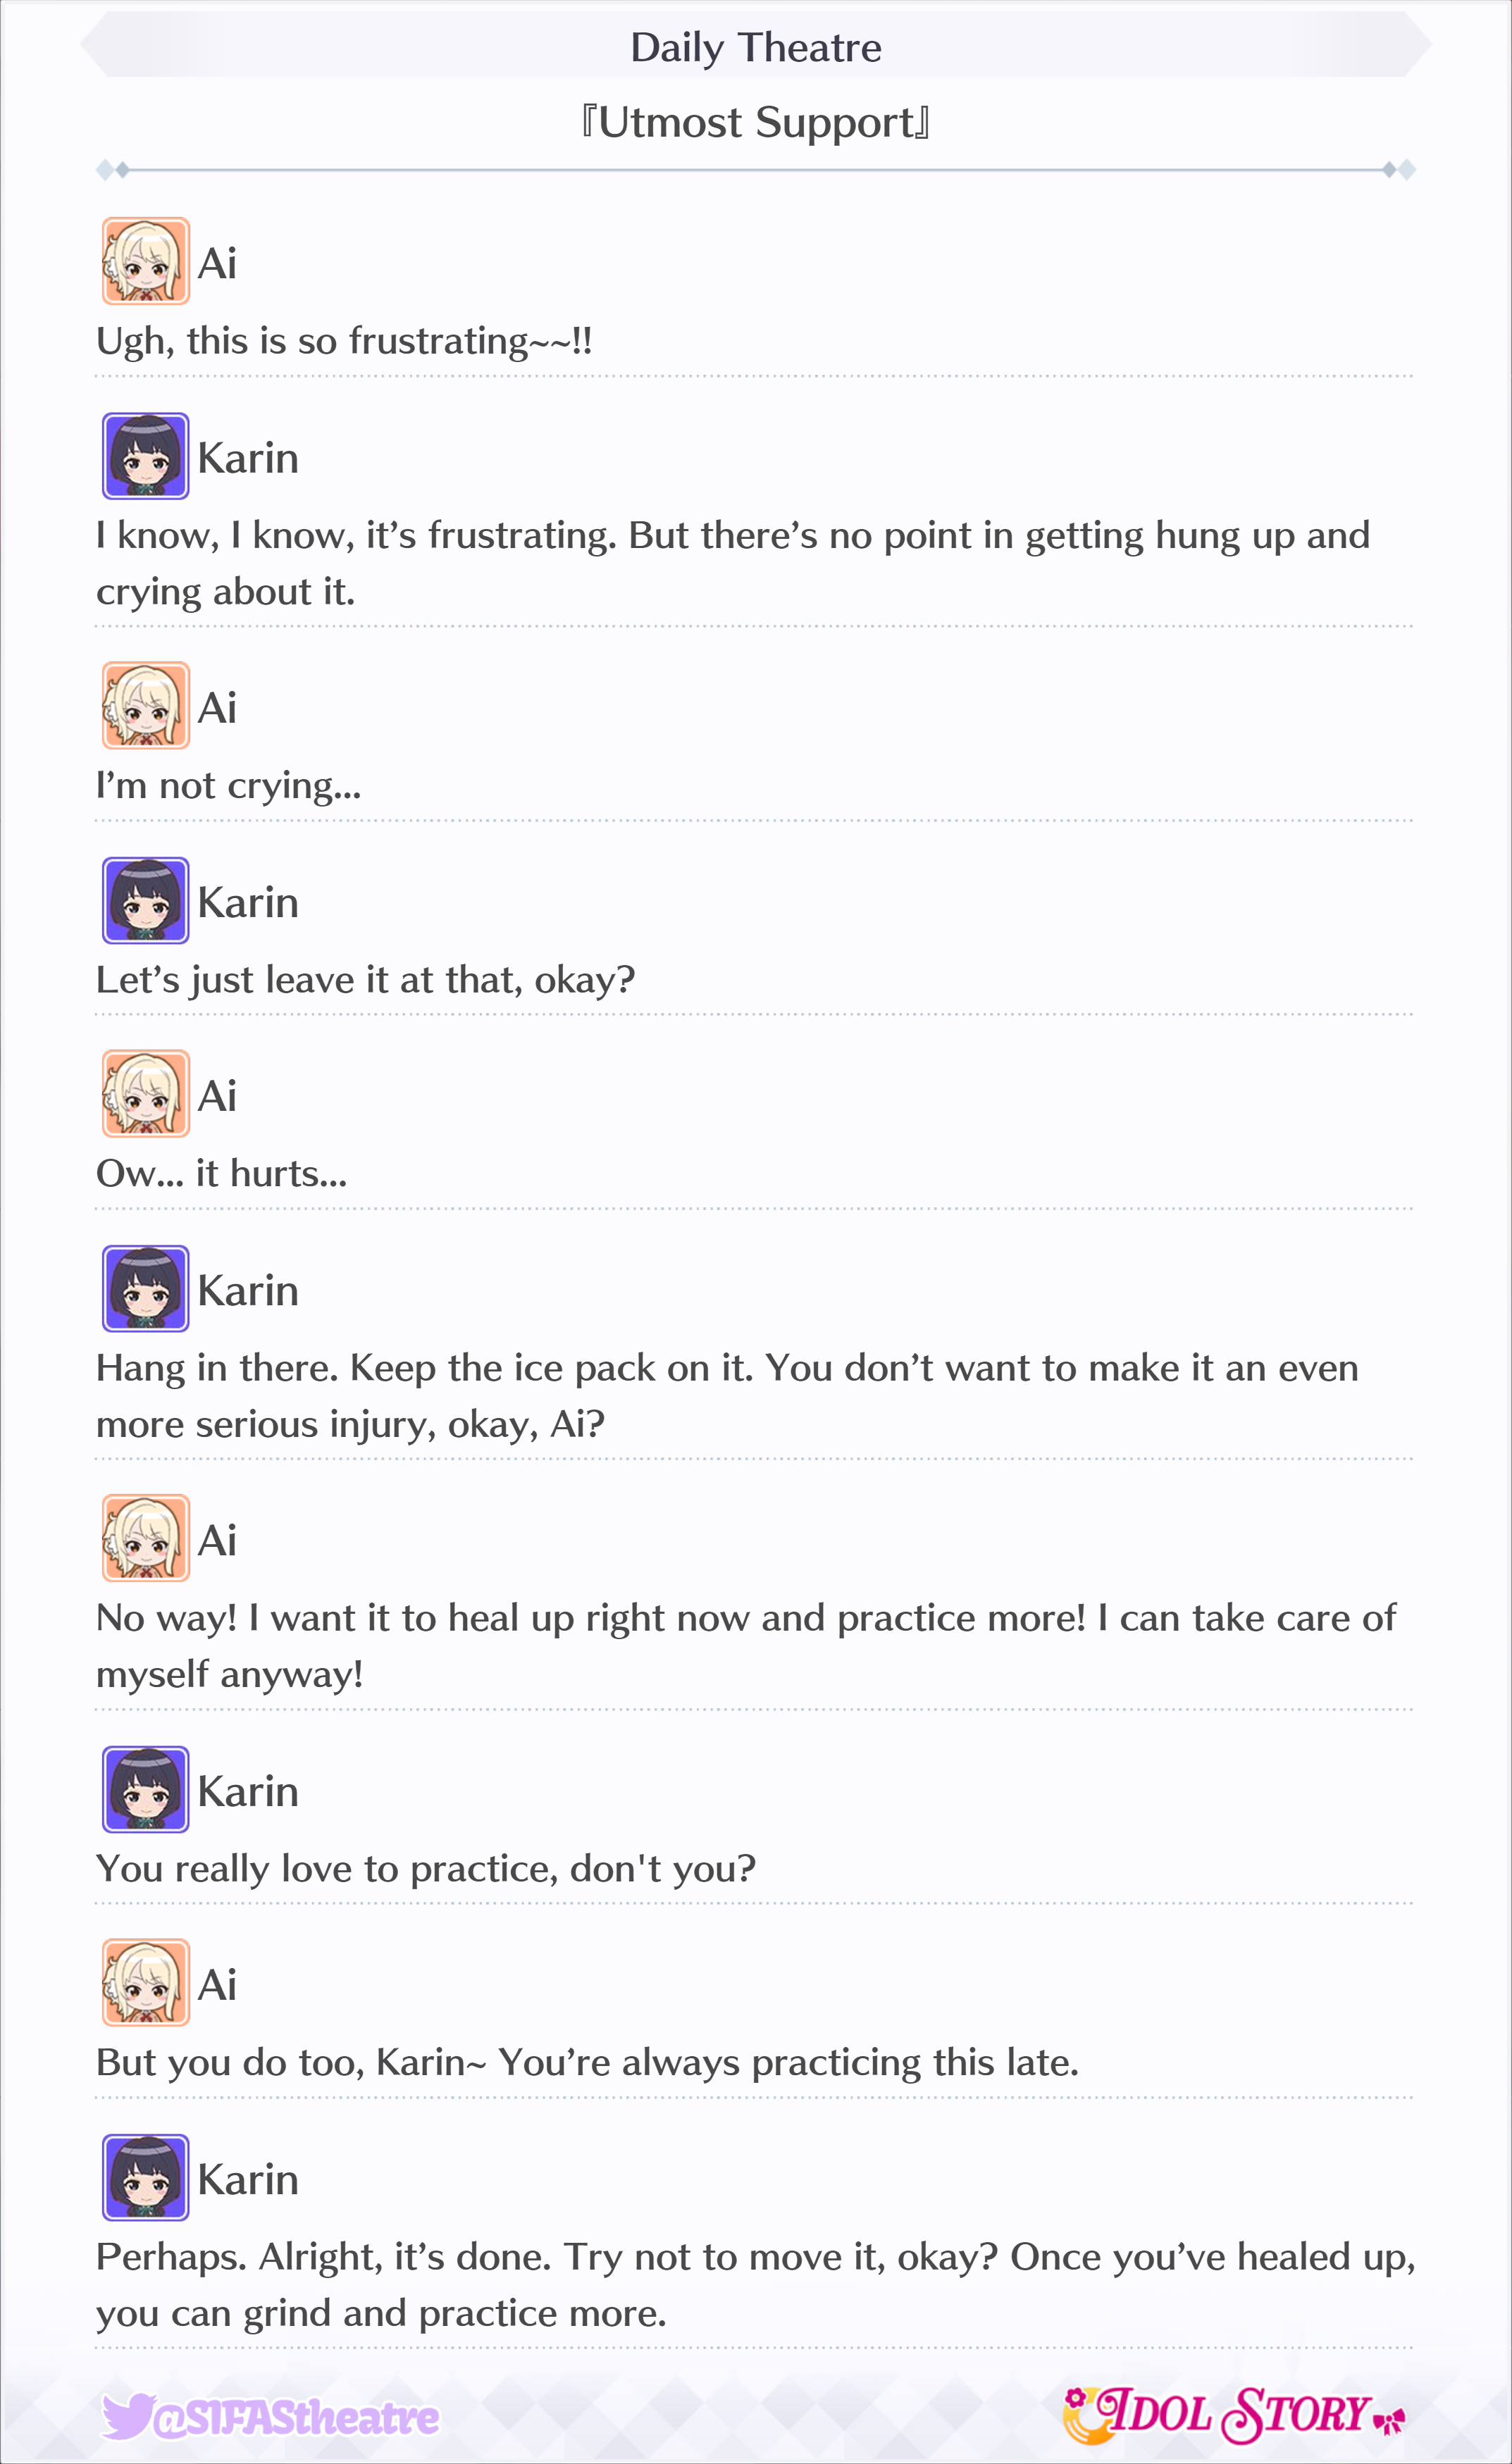 Daily Theatre
『Utmost Support』
Ai
Ugh, this is so frustrating~~!!
Karin
I know, I know, it’s frustrating. But there’s no point in getting hung up and
crying about it.
Ai
I’m not crying...
Karin
Let’s just leave it at that, okay?
Ai
Ow... it hurts...
Karin
Hang in there. Keep the ice pack on it. You don’t want to make it an even
more serious injury, okay, Ai?
Ai
No way! I want it to heal up right now and practice more! I can take care of
myself anyway!
Karin
You really love to practice, don't you?
Ai
But you do too, Karin~ You’re always practicing this late.
Karin
Perhaps. Alright, it’s done. Try not to move it, okay? Once you’ve healed up,
you can grind and practice more.
@SIFAStheatre
IDOL STORY